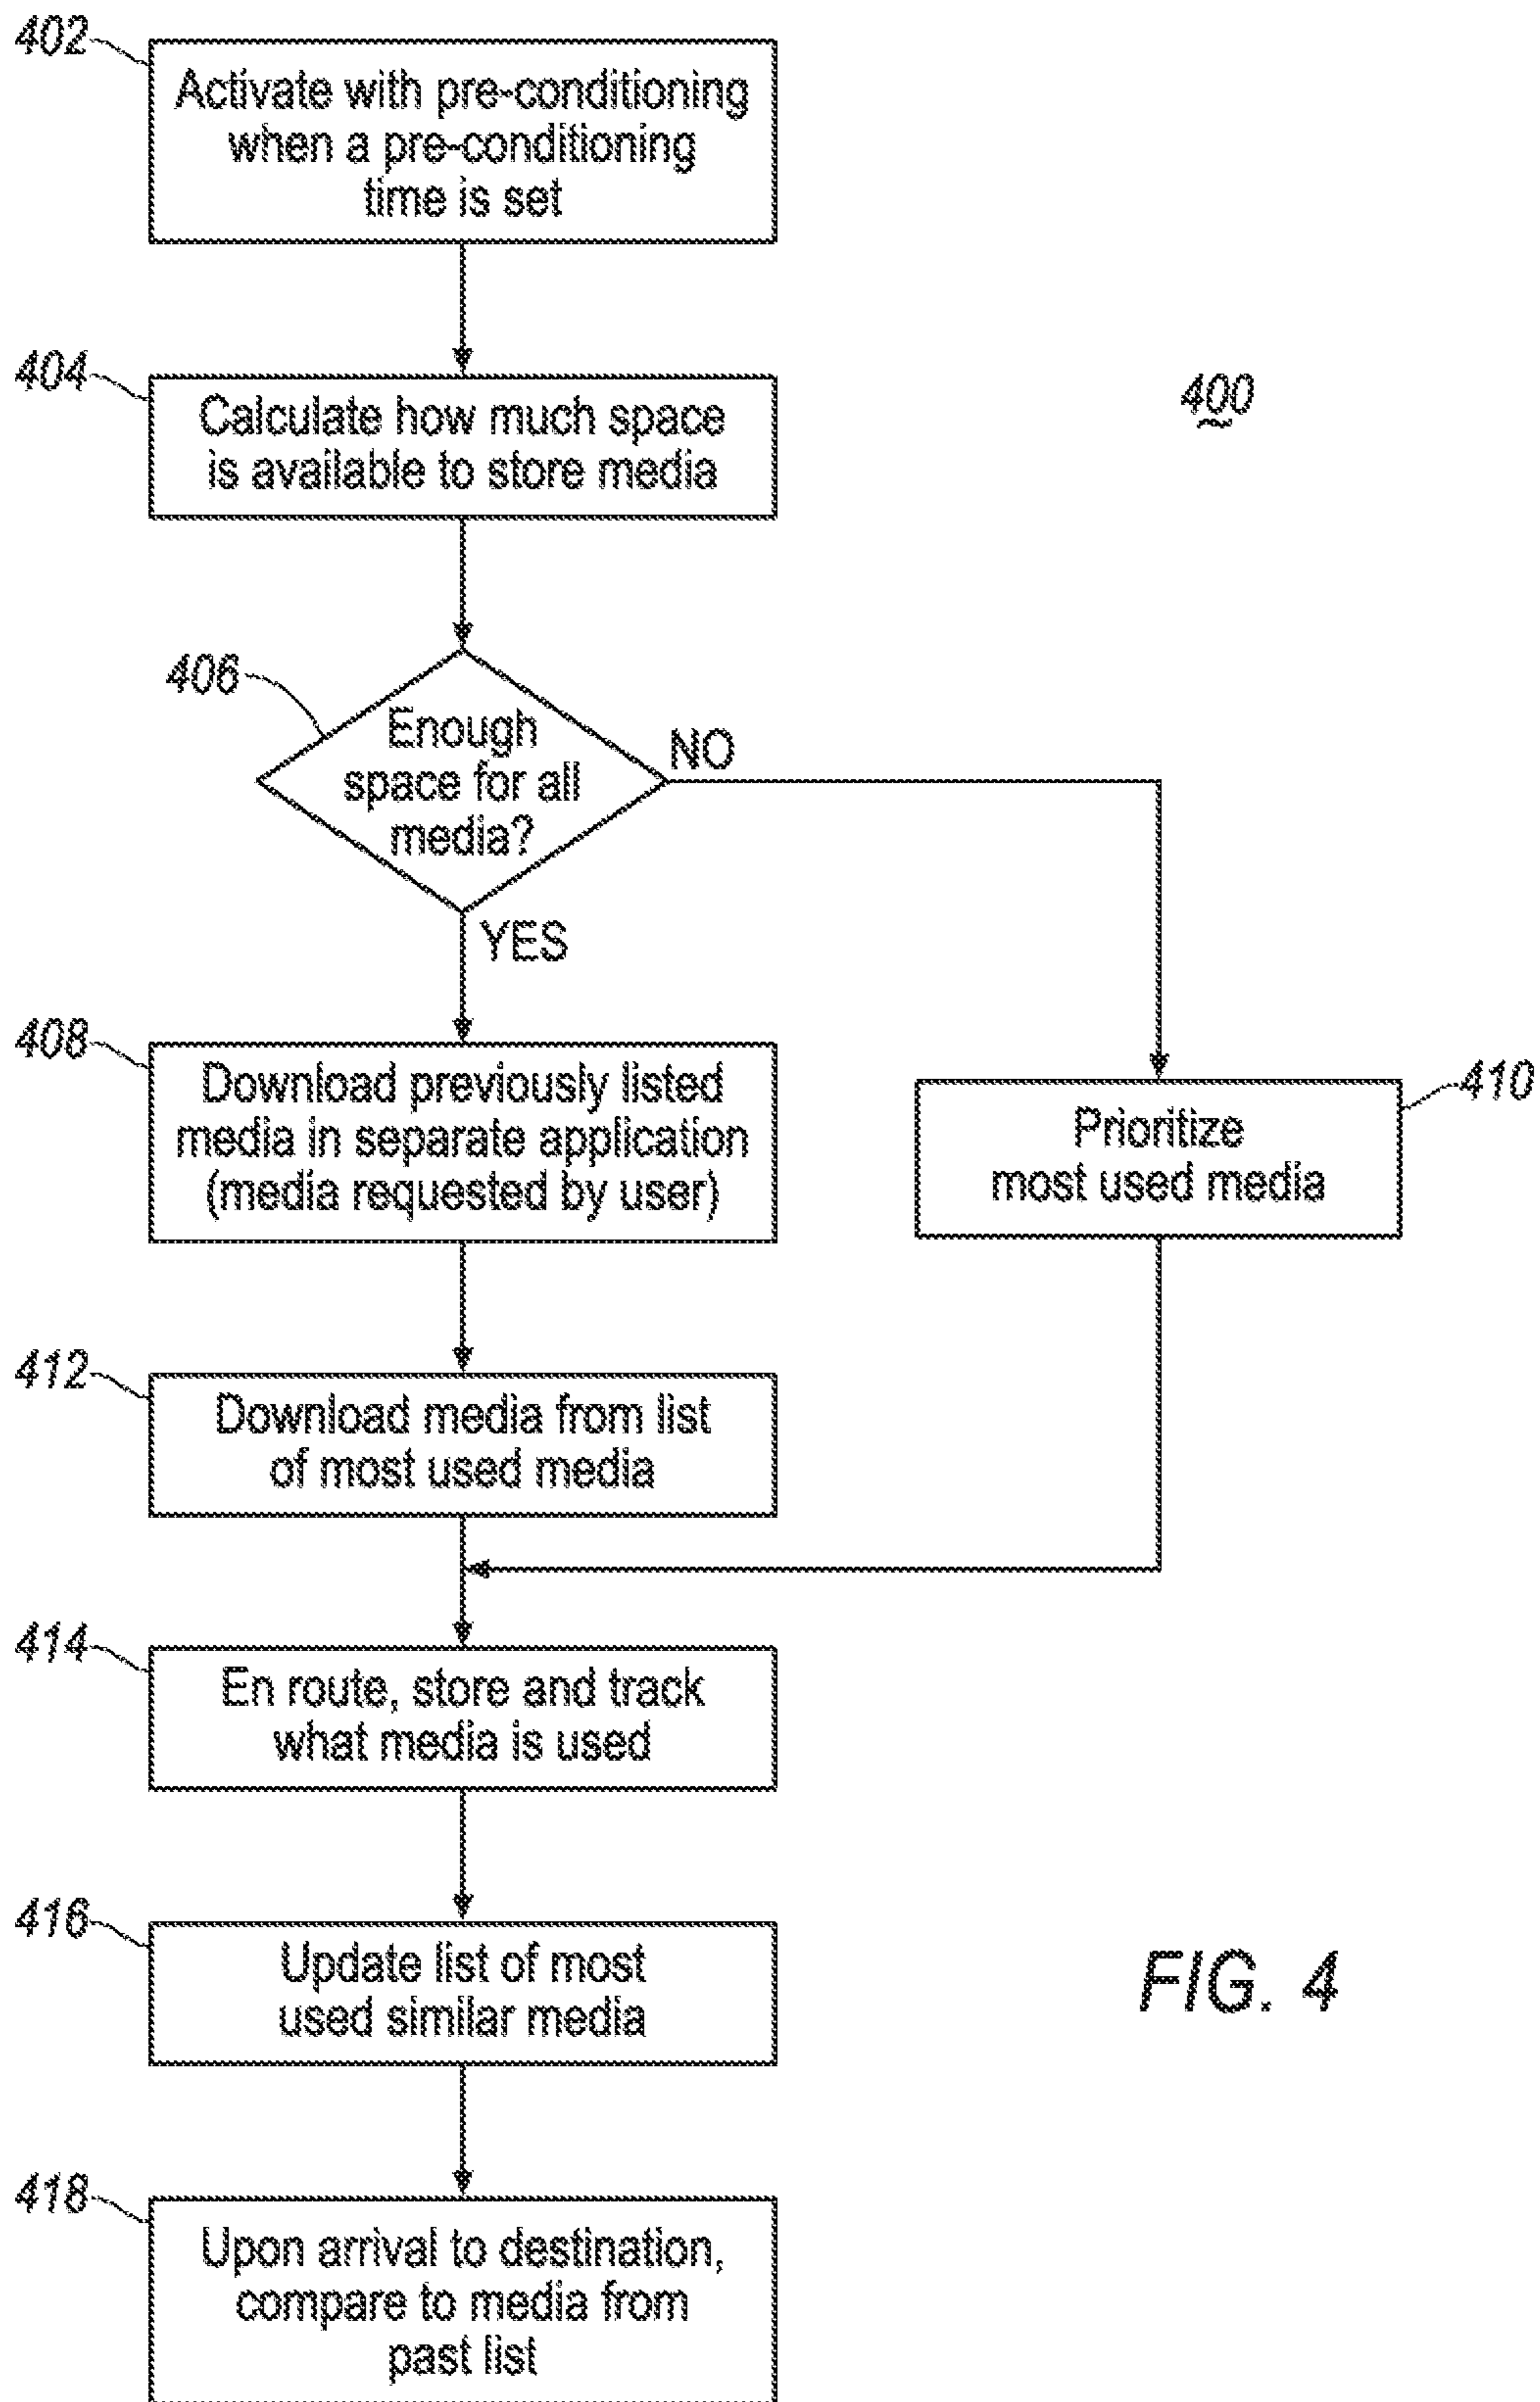 402
Activate with pre-conditioning
when a pre-conditioning
time is set
404
Calculate how much space
is available to store media
400
406
Enough
space for all
media?
NO
YES
408
Download previously listed
media in separate application
(media requested by user)
410
Prioritize
most used media
412
Download media from list
of most used media
414
En route, store and track
what media is used
416
Update list of most
used similar media
FIG. 4
418
Upon arrival to destination,
compare to media from
past list